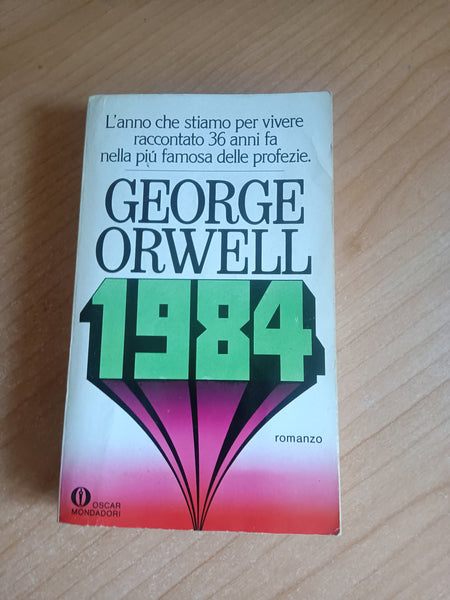 L'anno che stiamo per vivere
raccontato 36 anni fa
nella piú famosa delle profezie.
GEORGE
ORWELL
1984
romanzo
OSCAR
MONDADORI